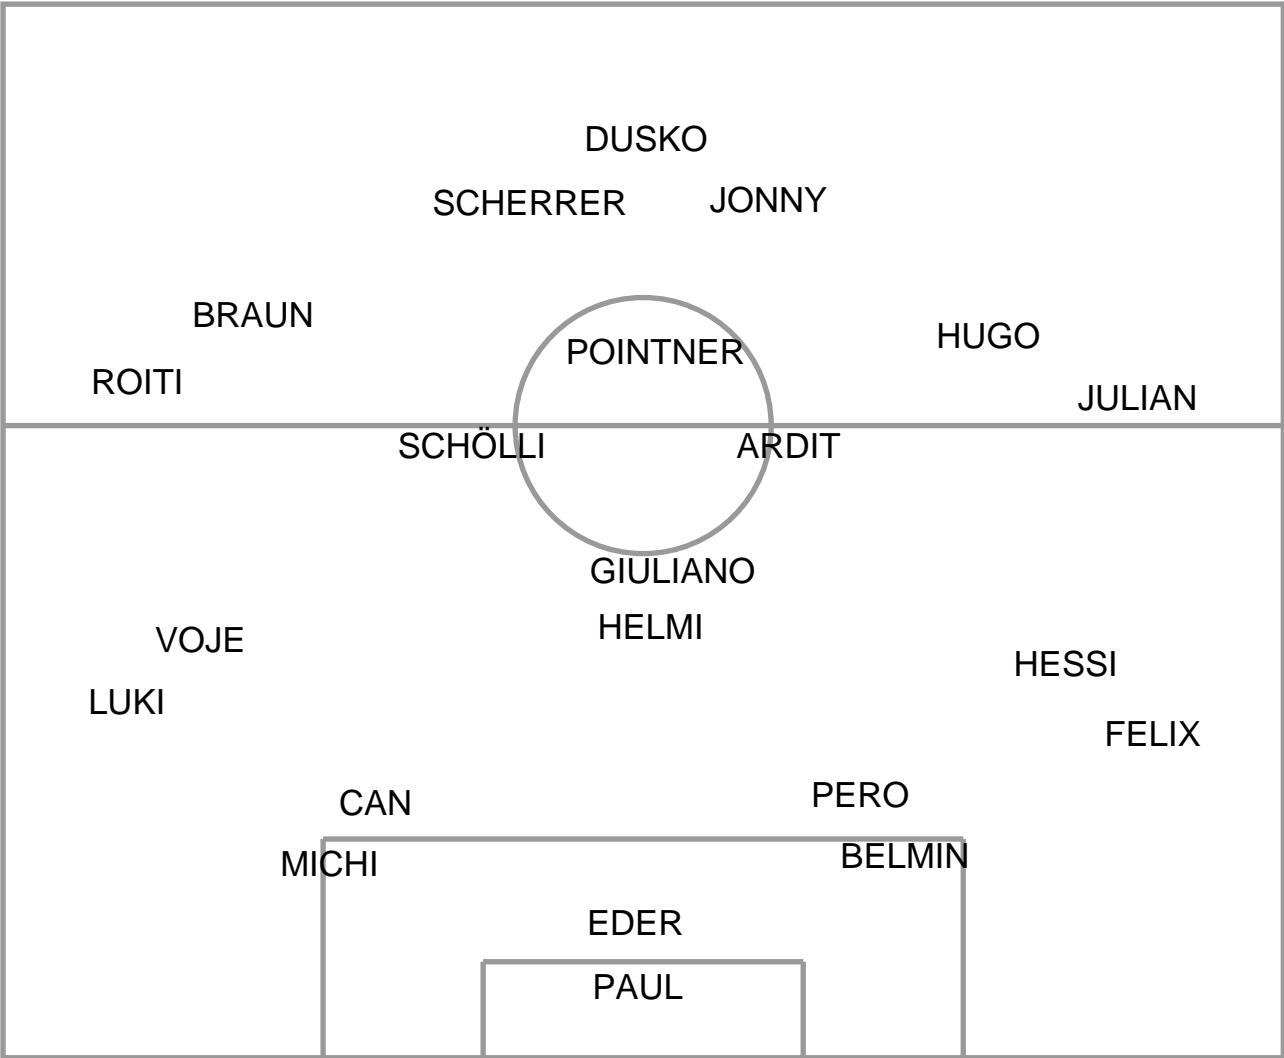 DUSKO
SCHERRER
JONNY
BRAUN
POINTNER
HUGO
ROITI
JULIAN
SCHÖLLI
ARDIT
GIULIANO
HELMI
VOJE
HESSI
LUKI
FELIX
CAN
PERO
MICHI
BELMIN
EDER
PAUL